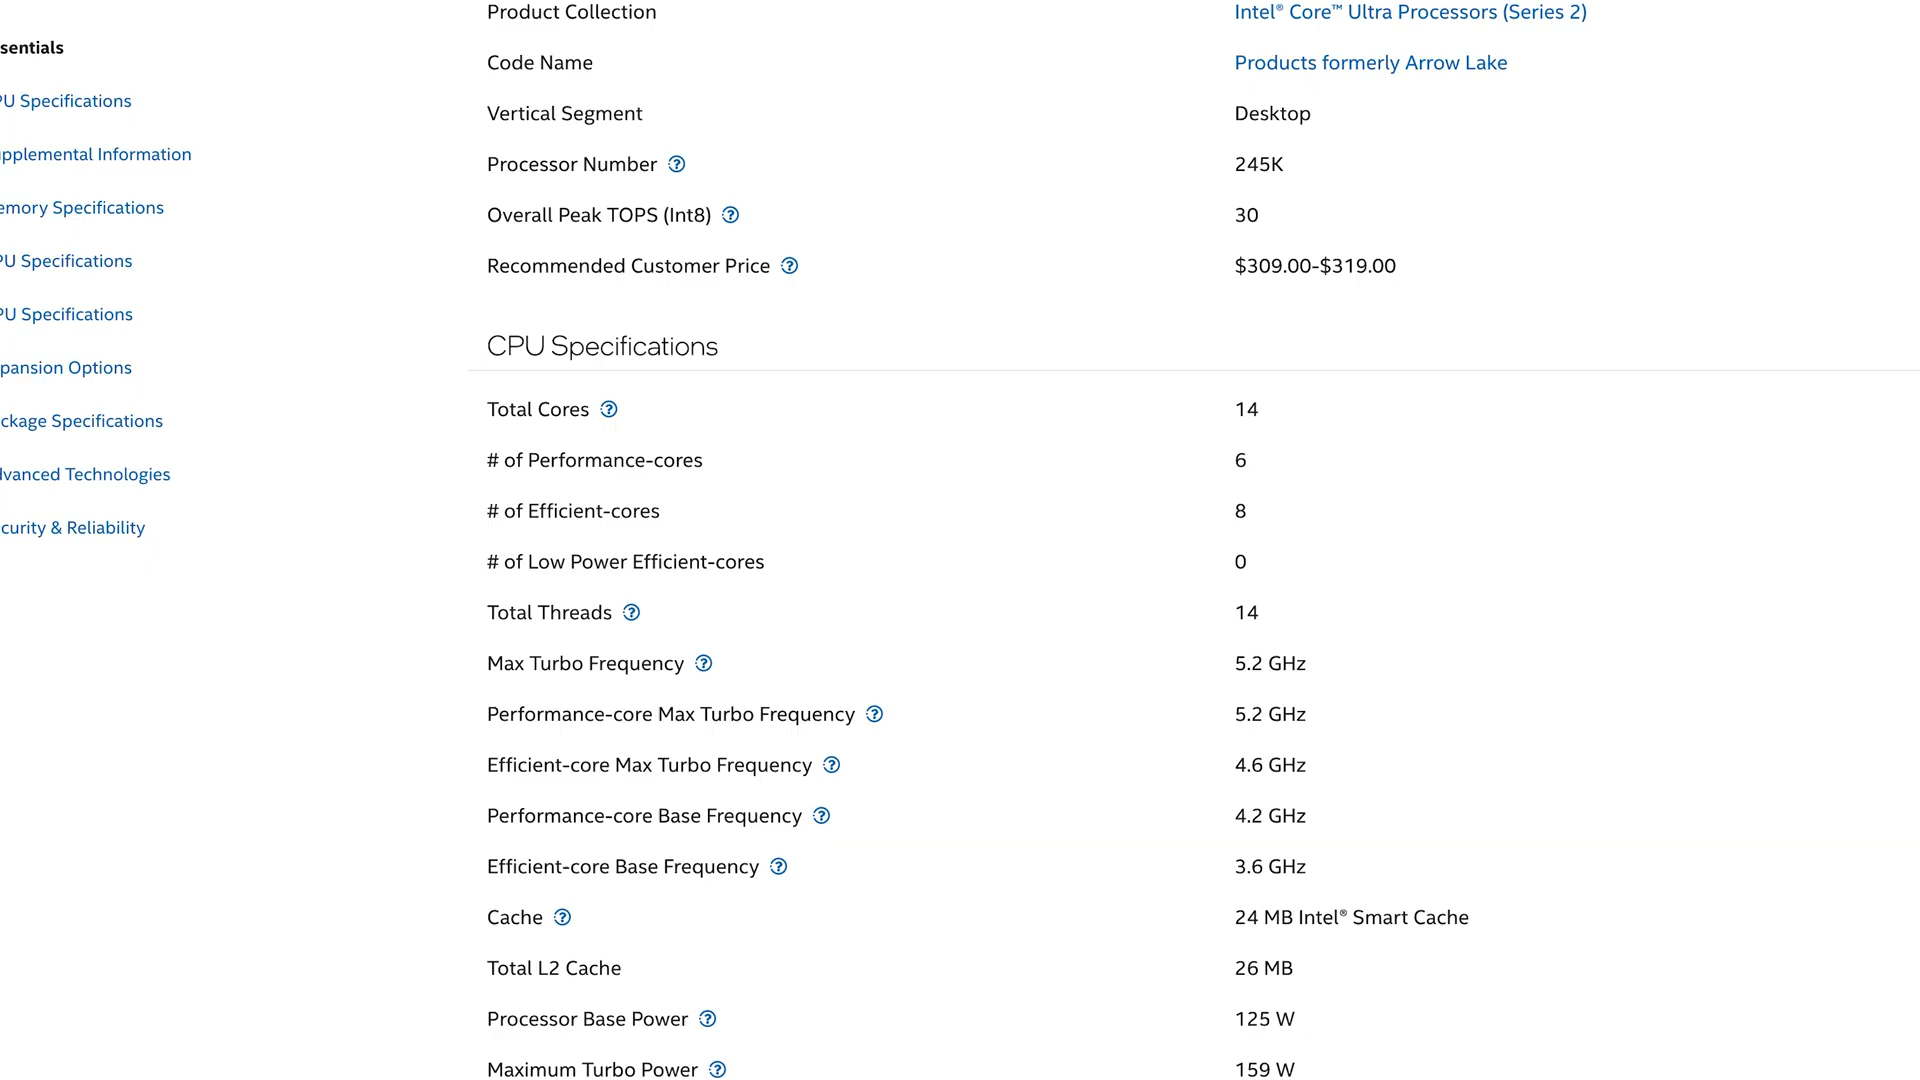 Product Collection Intel® Core™ Ultra Processors (Series 2)
sentials
Code Name Products formerly Arrow Lake
PU Specifications
Vertical Segment Desktop
pplemental Information
Processor Number 245K
emory Specifications
Overall Peak TOPS (Int8) 30
PU Specifications
Recommended Customer Price $309.00-$319.00
PU Specifications
CPU Specifications
pansion Options
Total Cores 14
ckage Specifications
# of Performance-cores 6
dvanced Technologies
# of Efficient-cores 8
curity & Reliability
# of Low Power Efficient-cores 0
Total Threads 14
Max Turbo Frequency 5.2 GHz
Performance-core Max Turbo Frequency 5.2 GHz
Efficient-core Max Turbo Frequency 4.6 GHz
Performance-core Base Frequency 4.2 GHz
Efficient-core Base Frequency 3.6 GHz
Cache 24 MB Intel® Smart Cache
Total L2 Cache 26 MB
Processor Base Power 125 W
Maximum Turbo Power 159 W